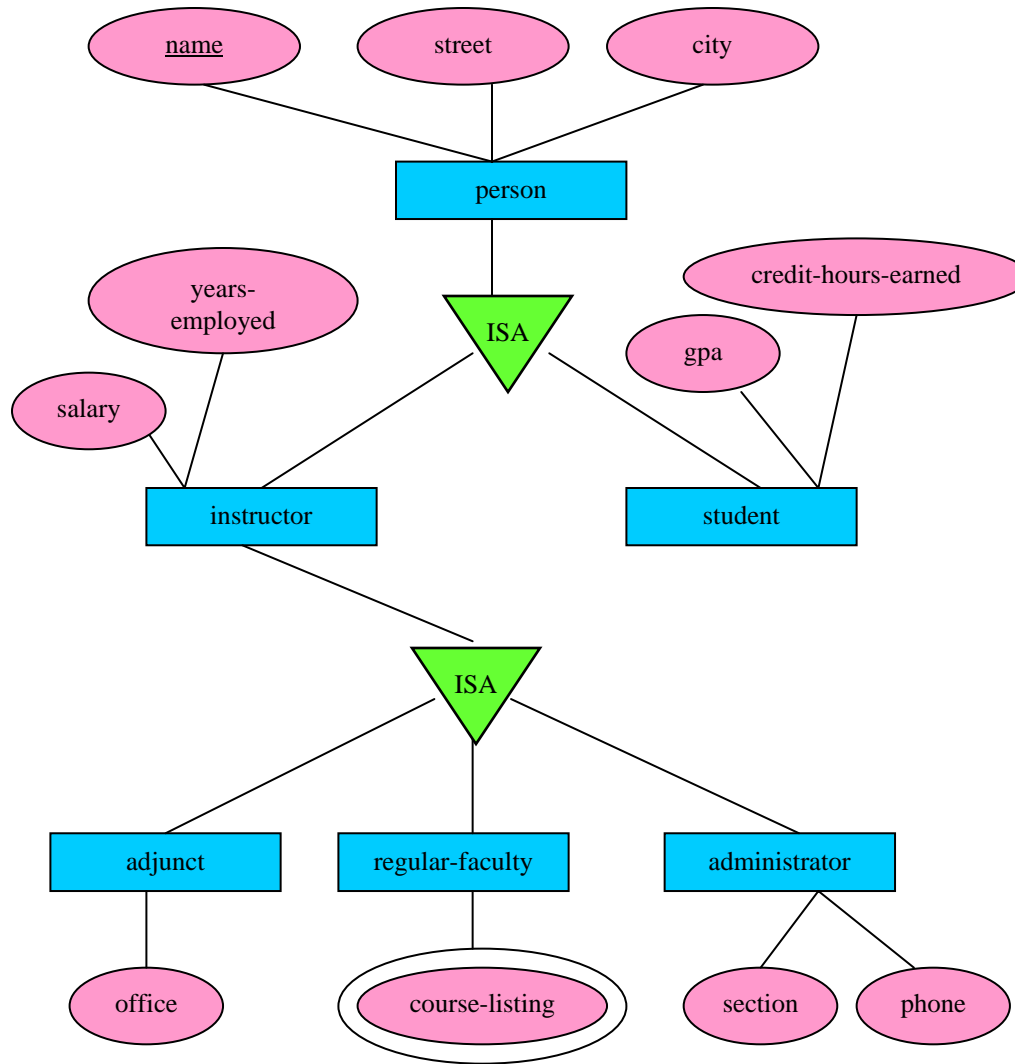 name
street
city
person
years-
employed
credit-hours-earned
ISA
gpa
salary
instructor
student
ISA
adjunct
regular-faculty
administrator
office
course-listing
section
phone